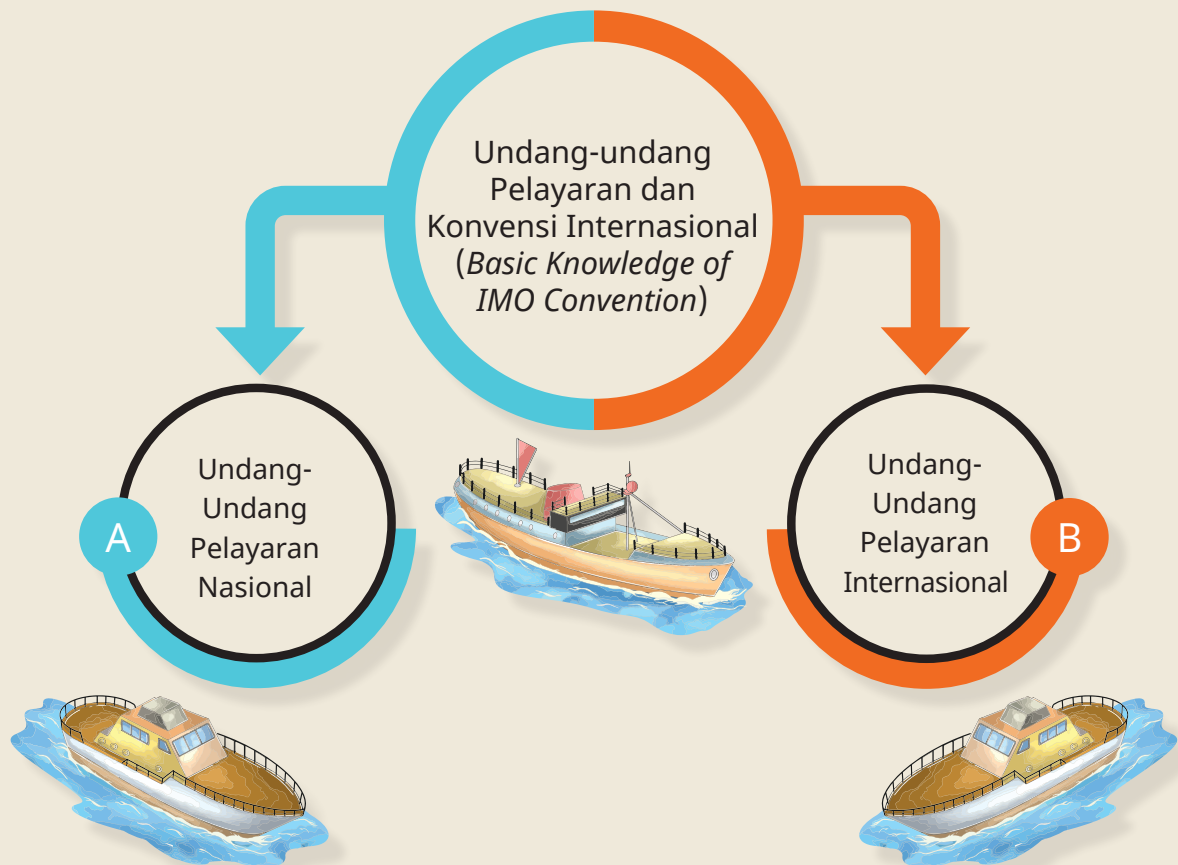 Undang-undang
Pelayaran dan
Konvensi Internasional
(Basic Knowledge of
IMO Convention)
A
Undang-
Undang
Pelayaran
Nasional
Undang-
Undang
Pelayaran
Internasional
B